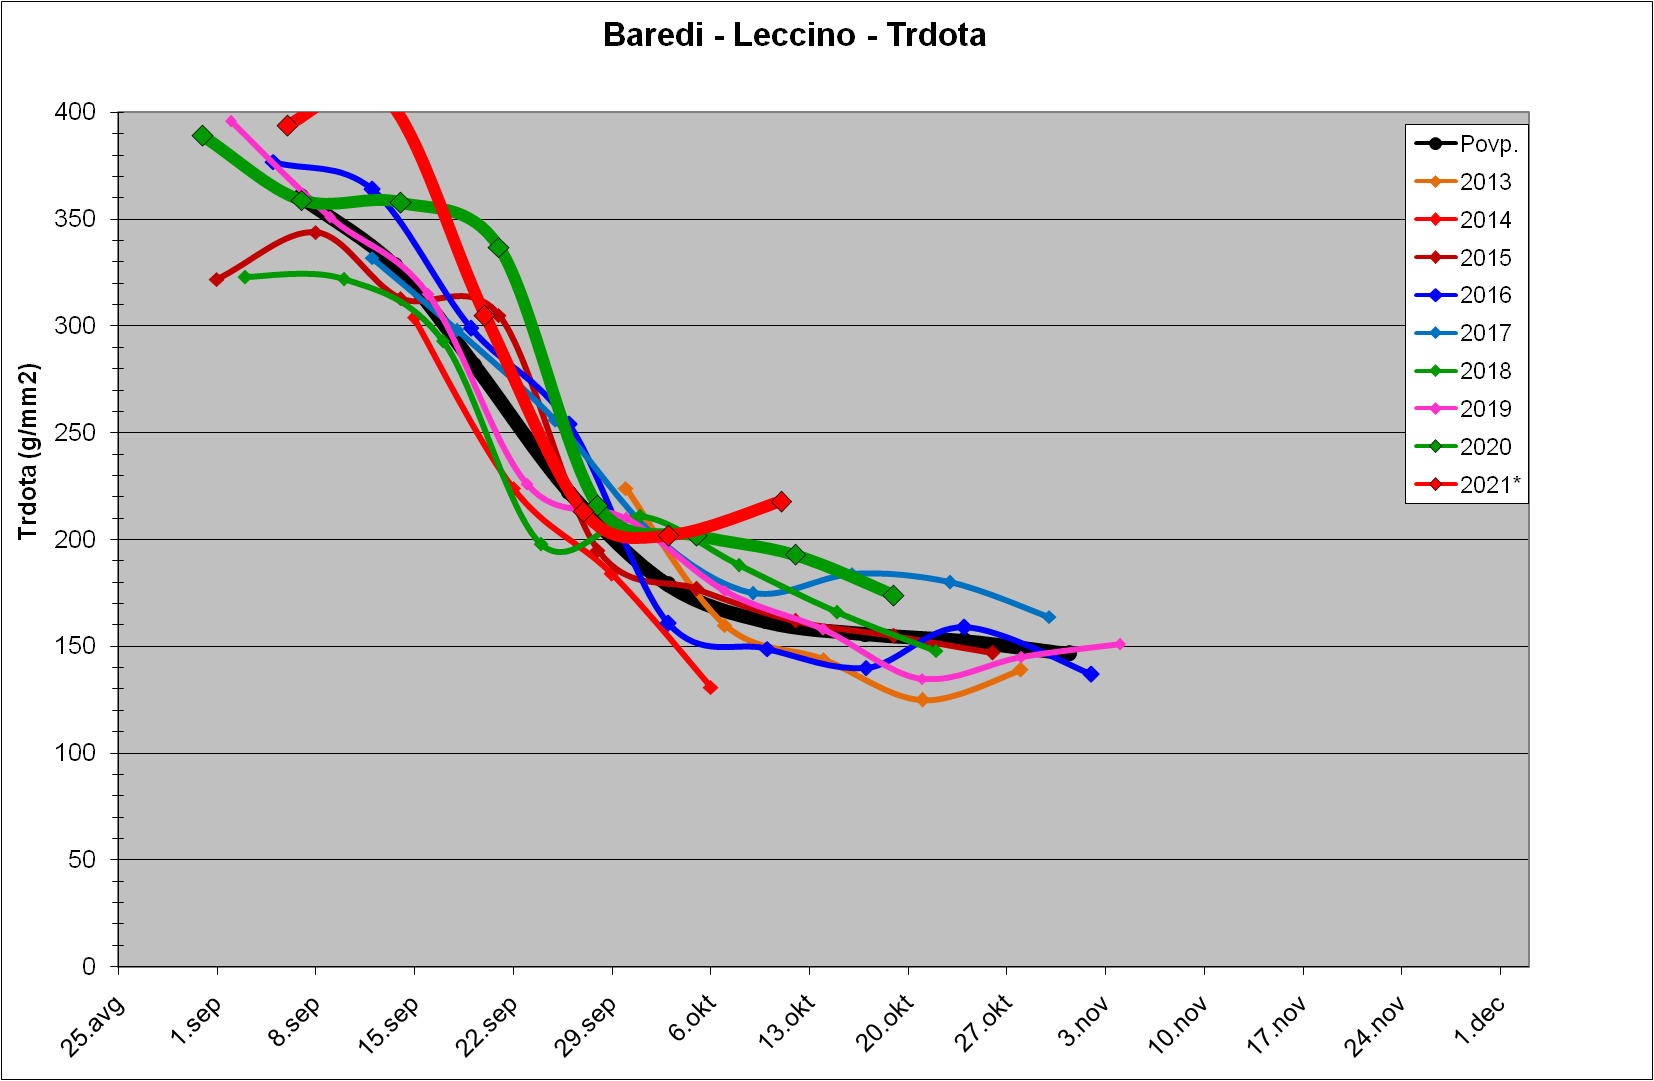 Baredi - Leccino - Trdota
Trdota (g/mm2)
400
350
300
250
200
150
100
50
0
25.avg
1.sep
8.sep
15.sep
22.sep
29.sep
6.okt
13.okt
20.okt
27.okt
3.nov
10.nov
17.nov
24.nov
1.dec
Povp.
2013
2014
2015
2016
2017
2018
2019
2020
2021*